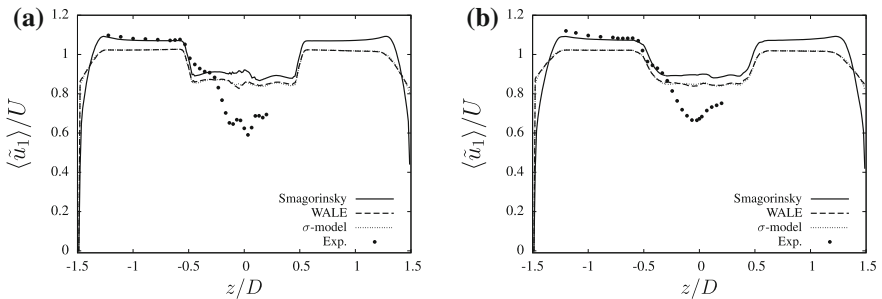 (a)
1.2
1
0.8
0.6
0.4
0.2
0
⟨ũ₁⟩/U
Smagorinsky
WALE
σ-model
Exp.
-1.5 -1 -0.5 0 0.5 1 1.5
z/D
(b)
1.2
1
0.8
0.6
0.4
0.2
0
⟨ũ₁⟩/U
Smagorinsky
WALE
σ-model
Exp.
-1.5 -1 -0.5 0 0.5 1 1.5
z/D